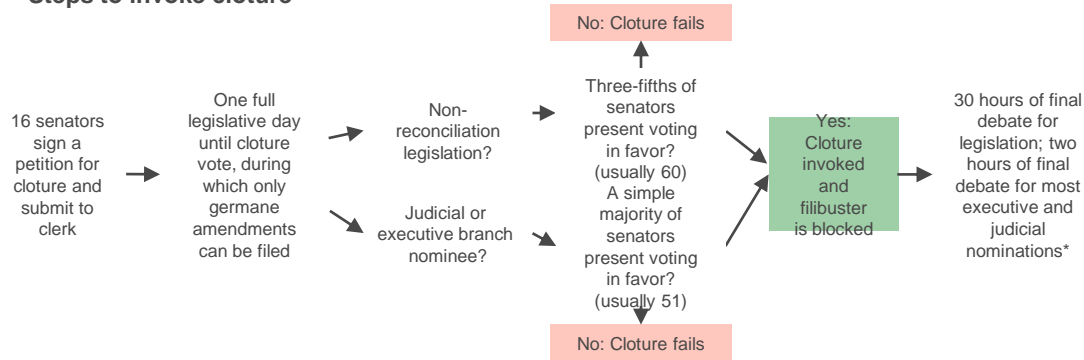 Steps to invoke cloture
No: Cloture fails
16 senators
sign a
petition for
cloture and
submit to
clerk
One full
legislative day
until cloture
vote, during
which only
germane
amendments
can be filed
Non-
reconciliation
legislation?
Judicial or
executive branch
nominee?
Three-fifths of
senators
present voting
in favor?
(usually 60)
A simple
majority of
senators
present voting
in favor?
(usually 51)
Yes:
Cloture
invoked
and
filibuster
is blocked
30 hours of final
debate for
legislation; two
hours of final
debate for most
executive and
judicial
nominations*
No: Cloture fails